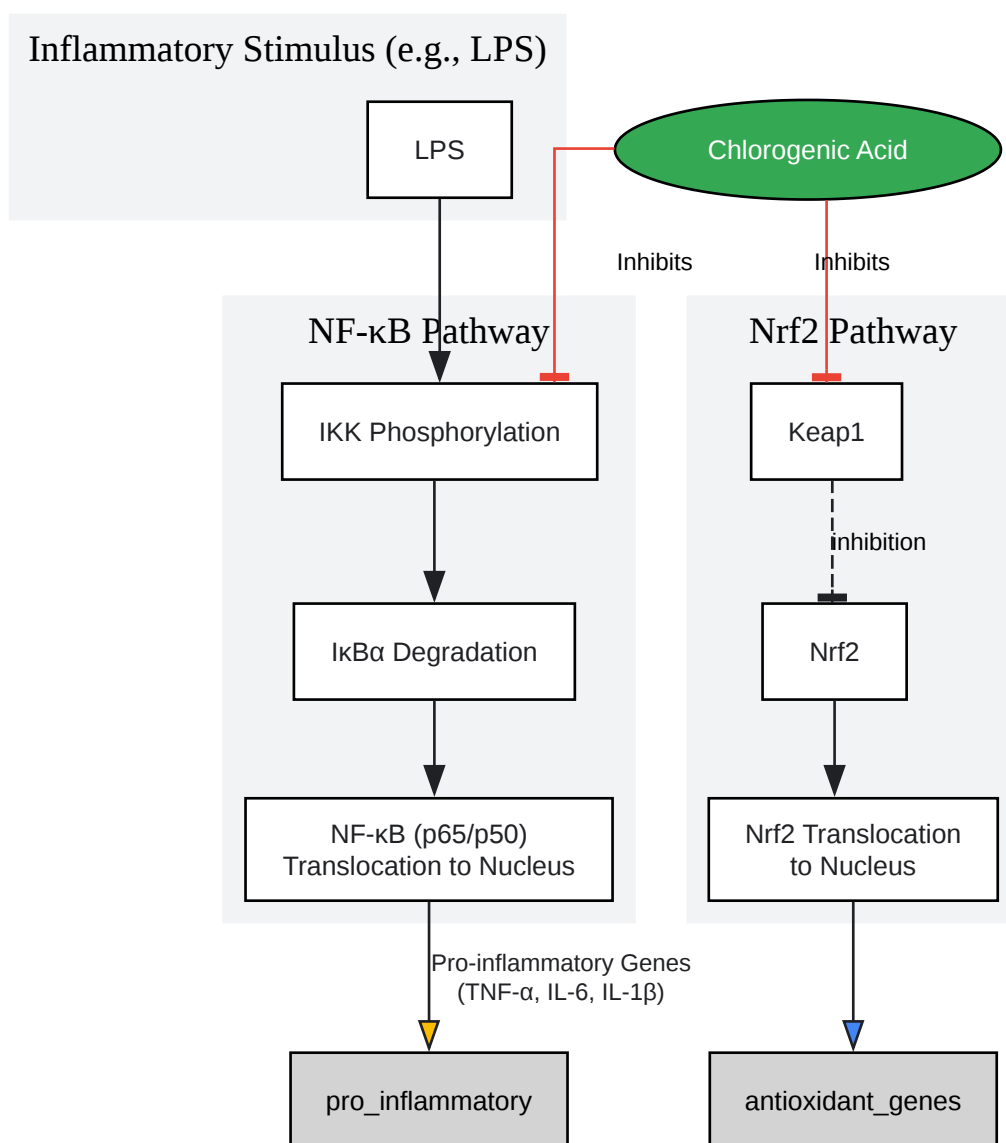 Inflammatory Stimulus (e.g., LPS)
LPS
Chlorogenic Acid
Inhibits
Inhibits
NF-κB Pathway
Nrf2 Pathway
IKK Phosphorylation
Keap1
inhibition
IκBα Degradation
Nrf2
NF-κB (p65/p50)
Translocation to Nucleus
Nrf2 Translocation
to Nucleus
Pro-inflammatory Genes
(TNF-α, IL-6, IL-1β)
pro_inflammatory
antioxidant_genes